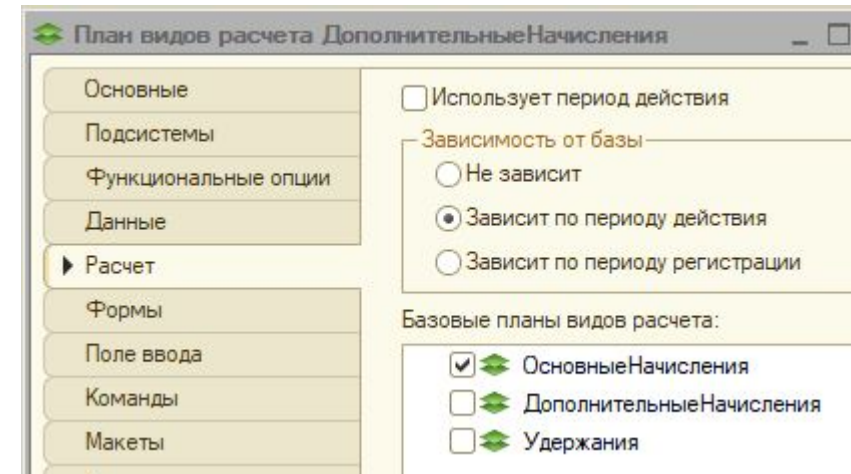 План видов расчета ДополнительныеНачисления
Основные
Подсистемы
Функциональные опции
Данные
Расчет
Формы
Поле ввода
Команды
Макеты
Использует период действия
Зависимость от базы
Не зависит
Зависит по периоду действия
Зависит по периоду регистрации
Базовые планы видов расчета:
ОсновныеНачисления
ДополнительныеНачисления
Удержания